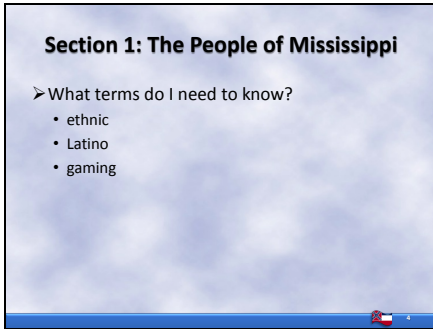 Section 1: The People of Mississippi
➢What terms do I need to know?
• ethnic
• Latino
• gaming
4